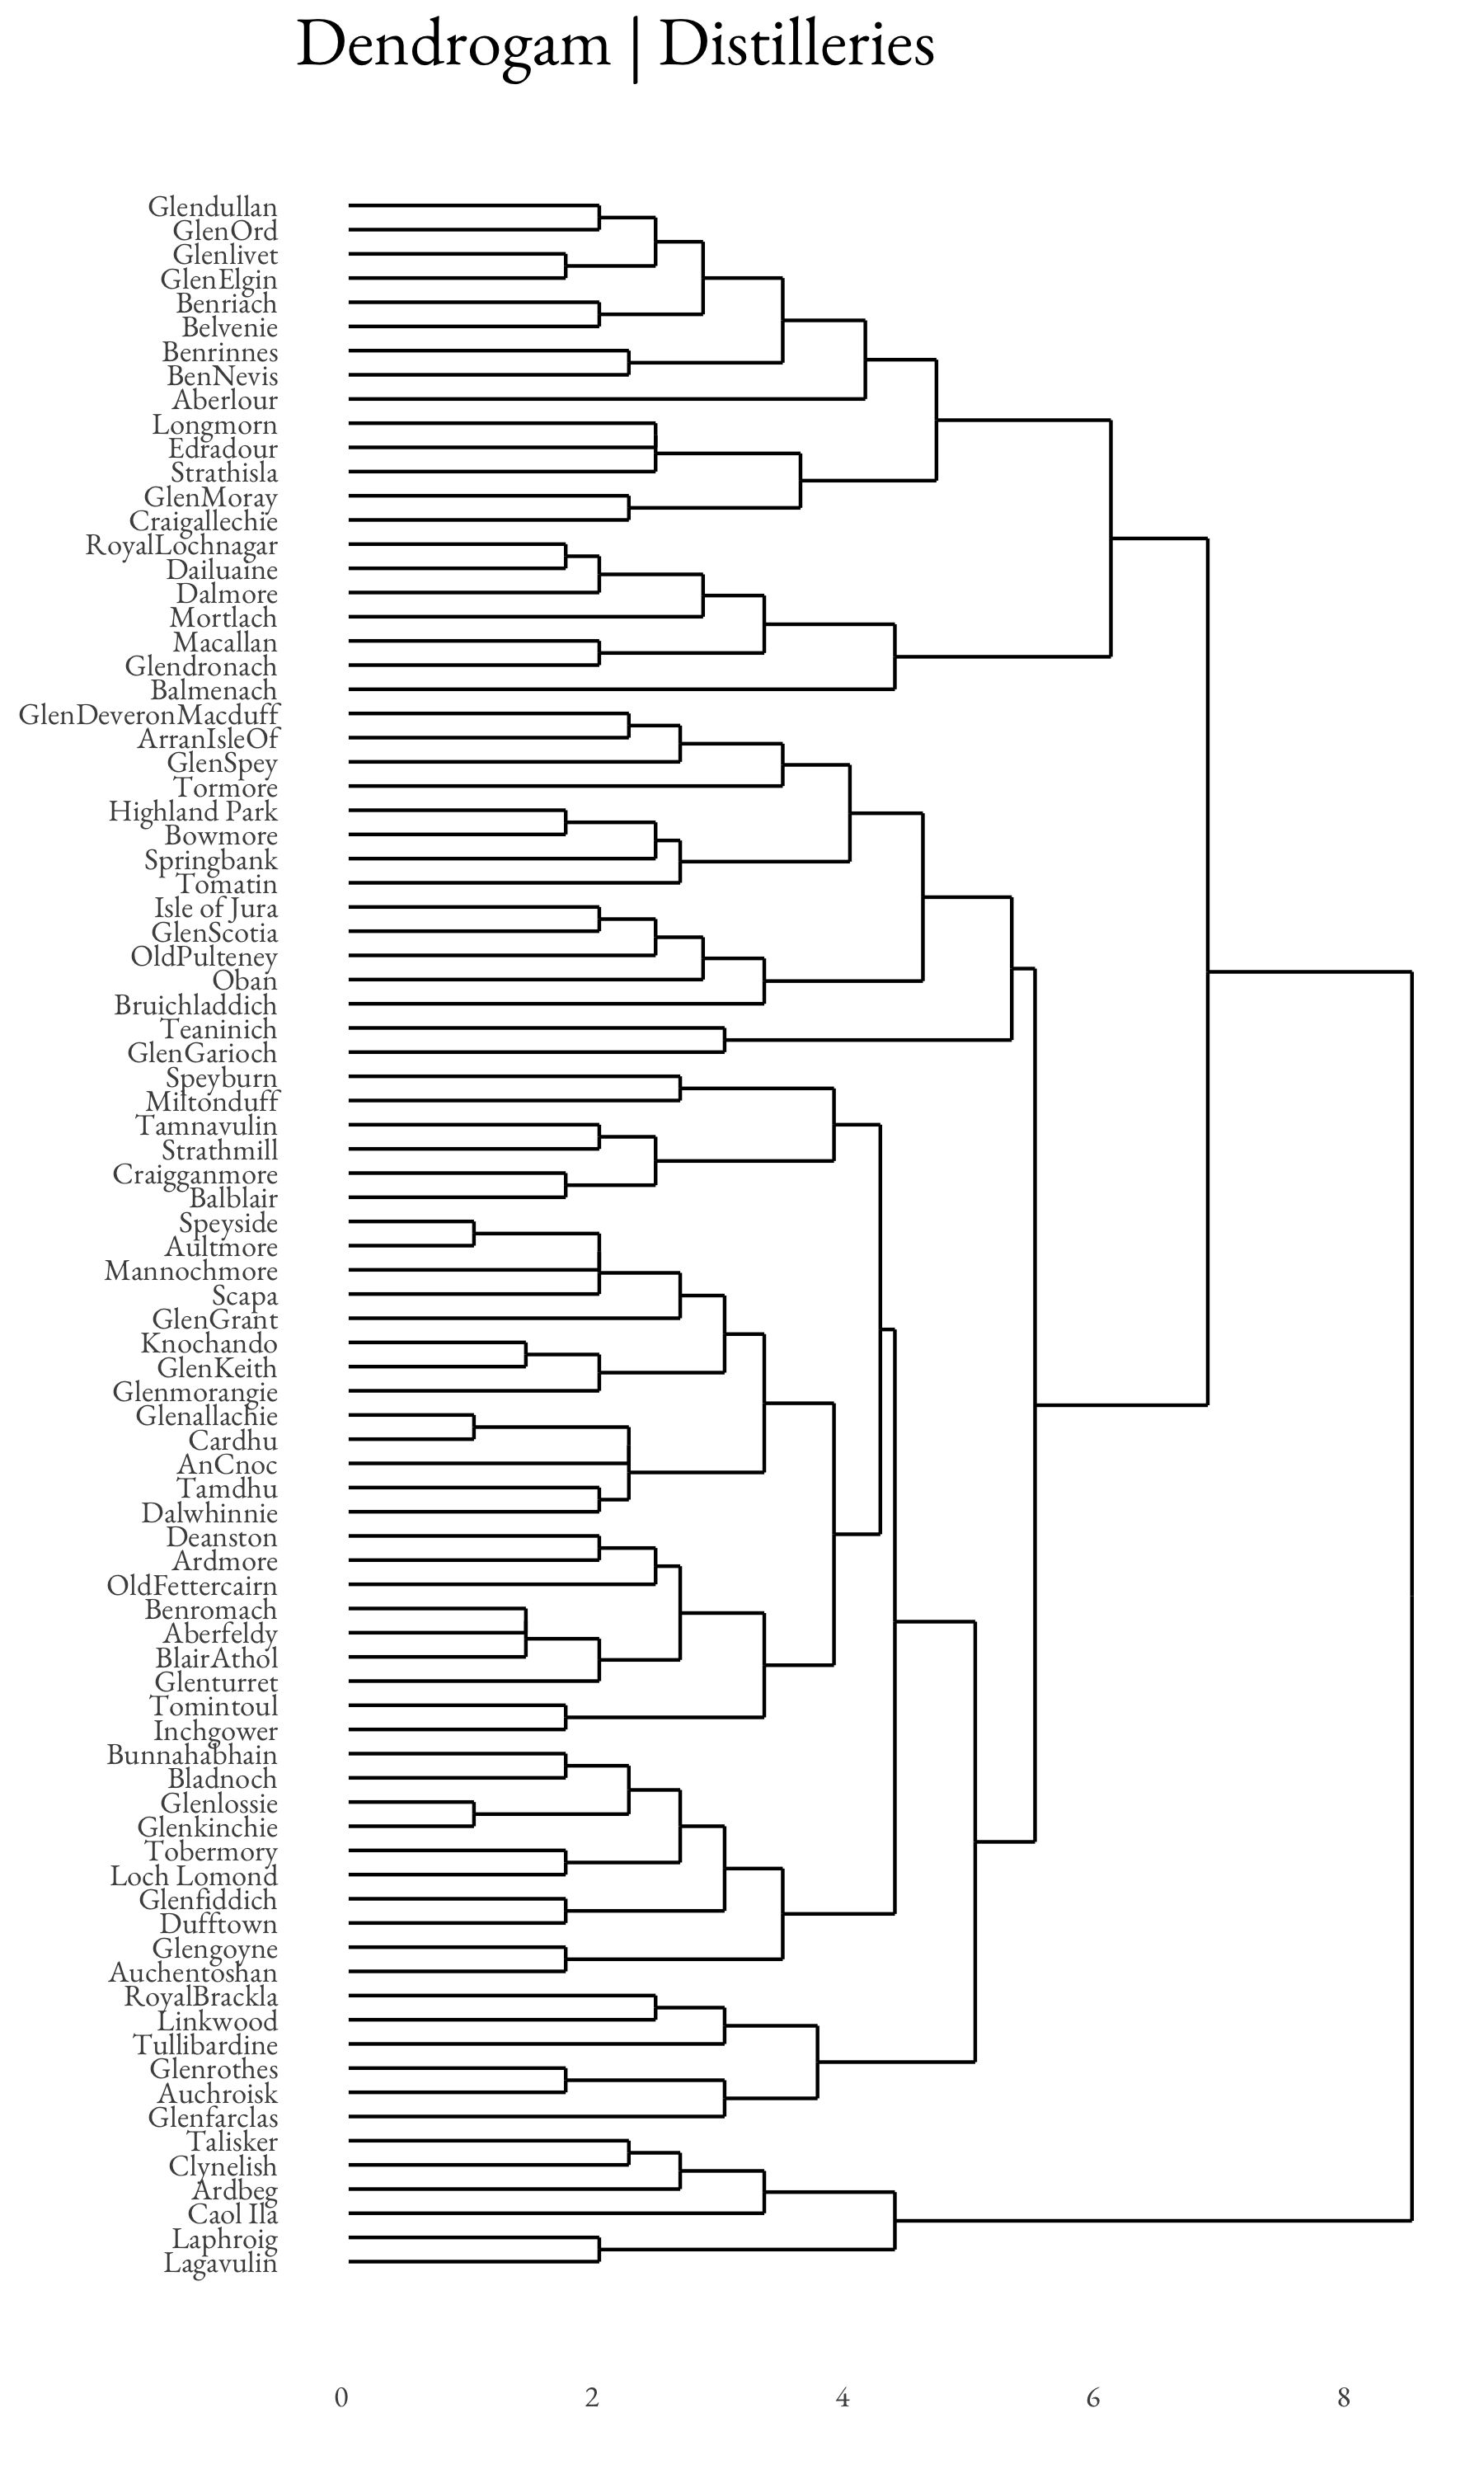 Dendrogam | Distilleries
Glendullan
GlenOrd
Glenlivet
GlenElgin
Benriach
Belvenie
Benrinnes
BenNevis
Aberlour
Longmorn
Edradour
Strathisla
GlenMoray
Craigallechie
RoyalLochnagar
Dailuaine
Dalmore
Mortlach
Macallan
Glendronach
Balmenach
GlenDeveronMacduff
ArranIsleOf
GlenSpey
Tormore
Highland Park
Bowmore
Springbank
Tomatin
Isle of Jura
GlenScotia
OldPulteney
Oban
Bruichladdich
Teaninich
GlenGarioch
Speyburn
Miltonduff
Tamnavulin
Strathmill
Craigganmore
Balblair
Speyside
Aultmore
Mannochmore
Scapa
GlenGrant
Knochando
GlenKeith
Glenmorangie
Glenallachie
Cardhu
AnCnoc
Tamdhu
Dalwhinnie
Deanston
Ardmore
OldFettercairn
Benromach
Aberfeldy
BlairAthol
Glenturret
Tomintoul
Inchgower
Bunnahabhain
Bladnoch
Glenlossie
Glenkinchie
Tobermory
Loch Lomond
Glenfiddich
Dufftown
Glengoyne
Auchentoshan
RoyalBrackla
Linkwood
Tullibardine
Glenrothes
Auchroisk
Glenfarclas
Talisker
Clynelish
Ardbeg
Caol Ila
Laphroig
Lagavulin
0 2 4 6 8